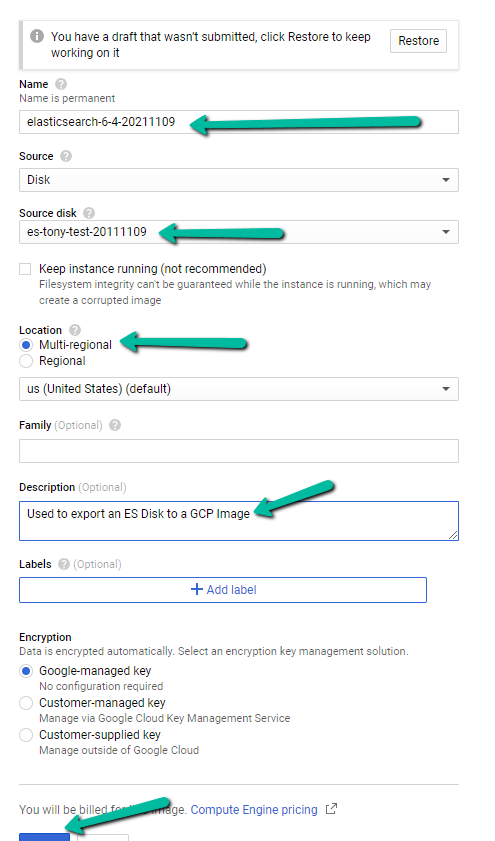 You have a draft that wasn't submitted, click Restore to keep
working on it
Restore
Name
Name is permanent
elasticsearch-6-4-20211109
Source
Disk
Source disk
es-tony-test-20111109
Keep instance running (not recommended)
Filesystem integrity can't be guaranteed while the instance is running, which may
create a corrupted image
Location
Multi-regional
Regional
us (United States) (default)
Family (Optional)
Description (Optional)
Used to export an ES Disk to a GCP Image
Labels (Optional)
Add label
Encryption
Data is encrypted automatically. Select an encryption key management solution.
Google-managed key
No configuration required
Customer-managed key
Manage via Google Cloud Key Management Service
Customer-supplied key
Manage outside of Google Cloud
You will be billed for image. Compute Engine pricing